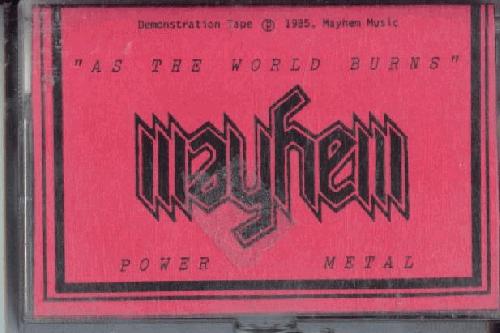 Demonstration Tape ℗ 1985, Mayhem Music
"AS THE WORLD BURNS"
mayhem
POWER METAL